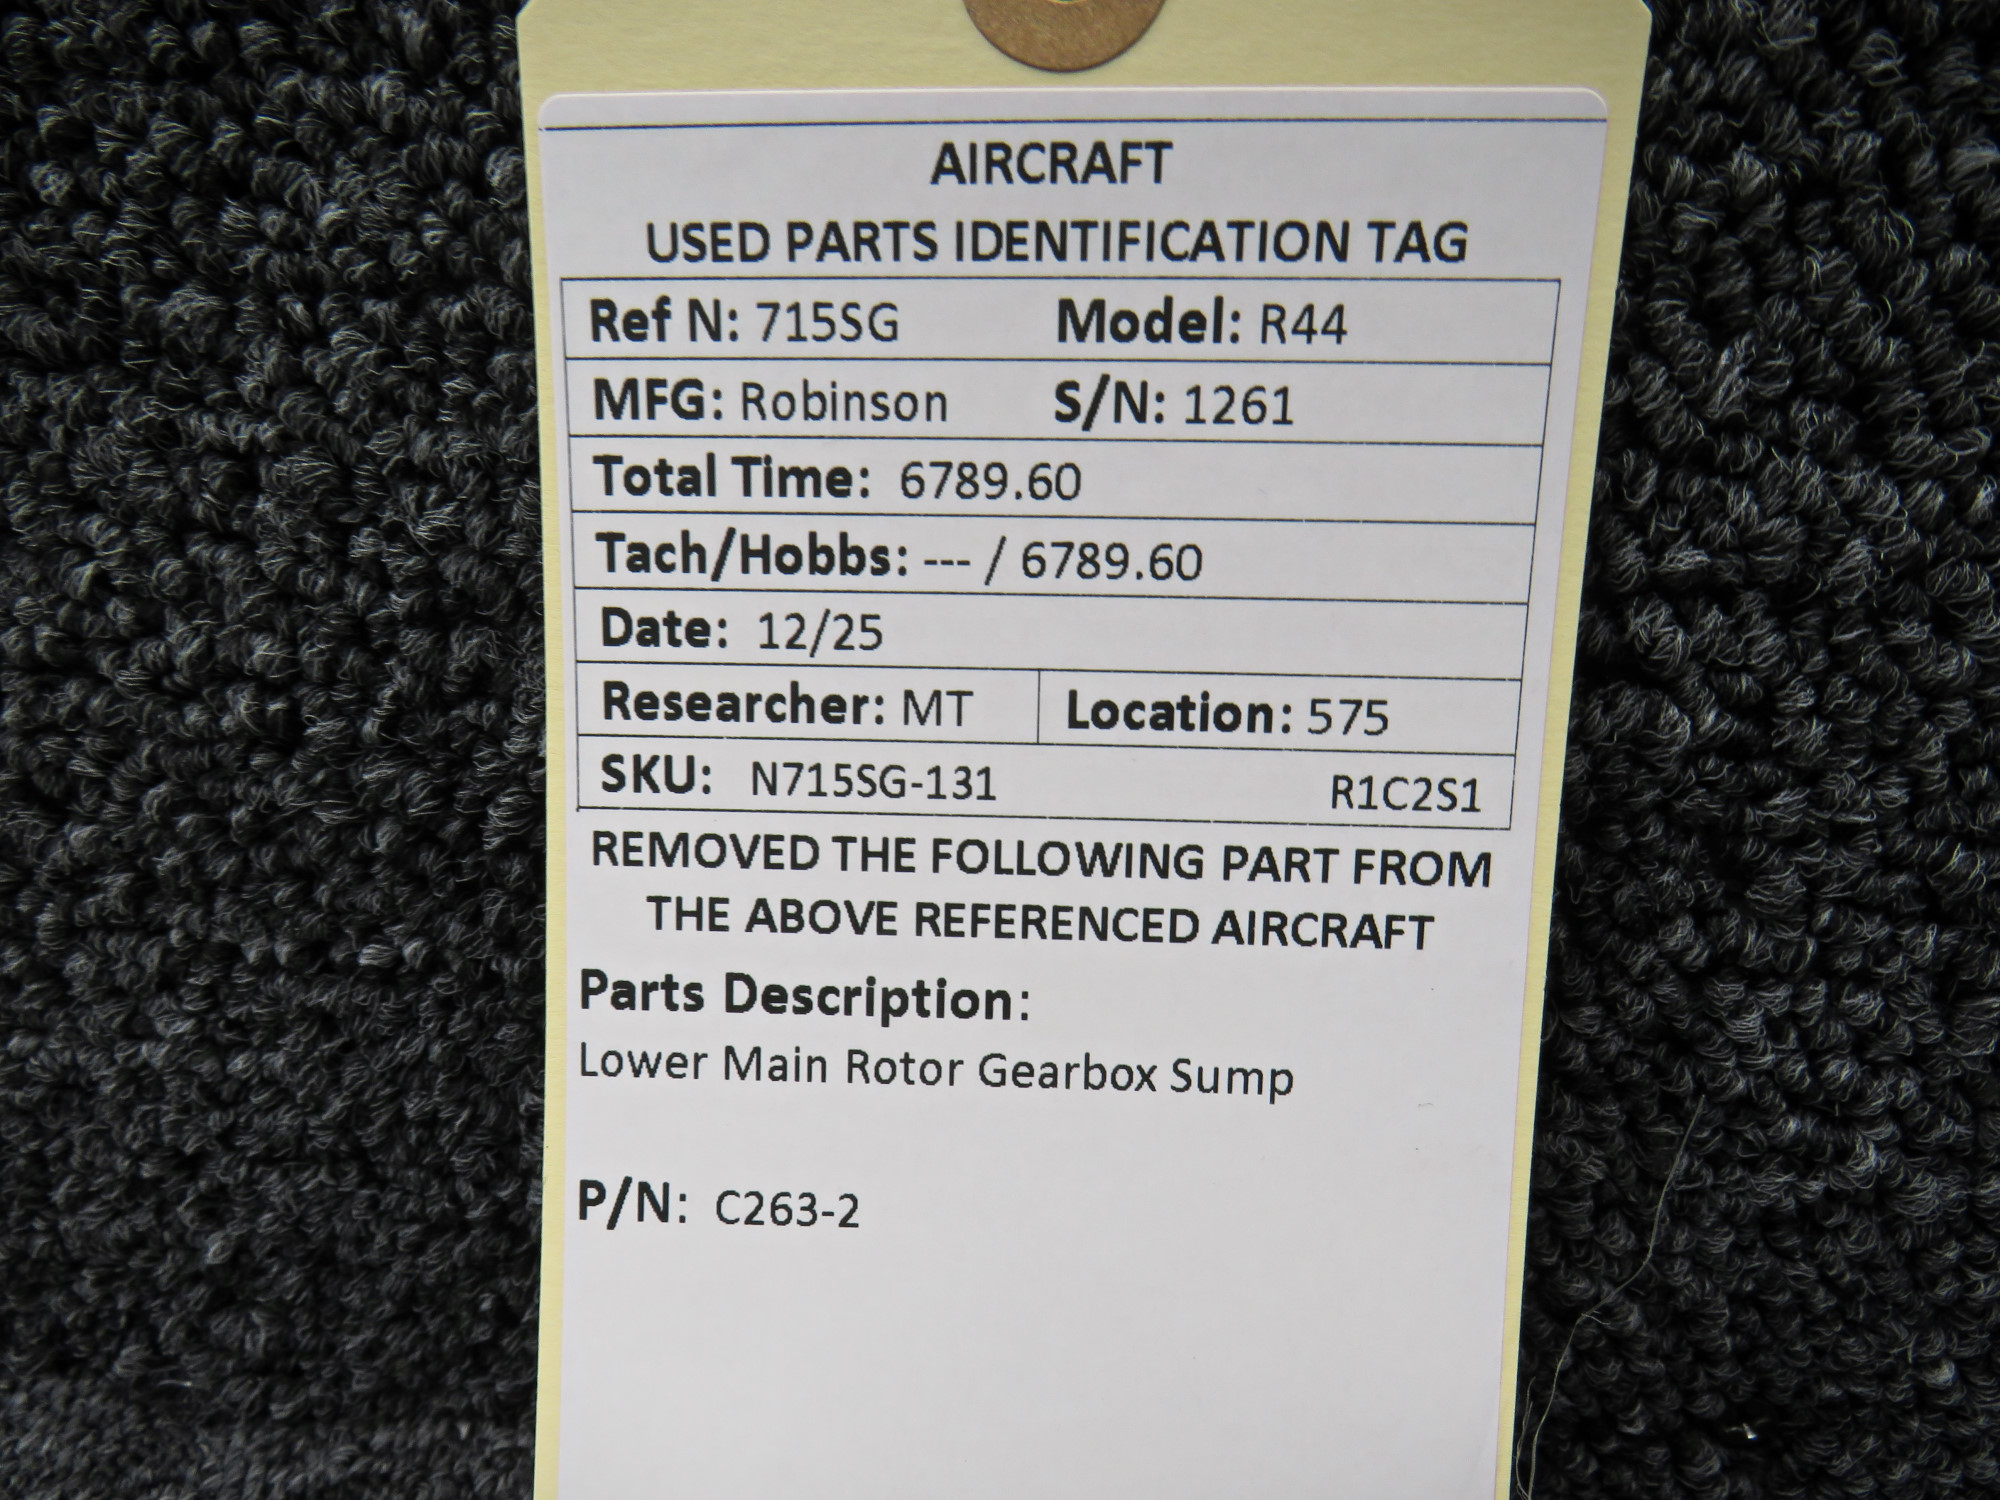 AIRCRAFT
USED PARTS IDENTIFICATION TAG
Ref N: 715SG Model: R44
MFG: Robinson S/N: 1261
Total Time: 6789.60
Tach/Hobbs: --- / 6789.60
Date: 12/25
Researcher: MT Location: 575
SKU: N715SG-131 R1C2S1
REMOVED THE FOLLOWING PART FROM
THE ABOVE REFERENCED AIRCRAFT
Parts Description:
Lower Main Rotor Gearbox Sump
P/N: C263-2